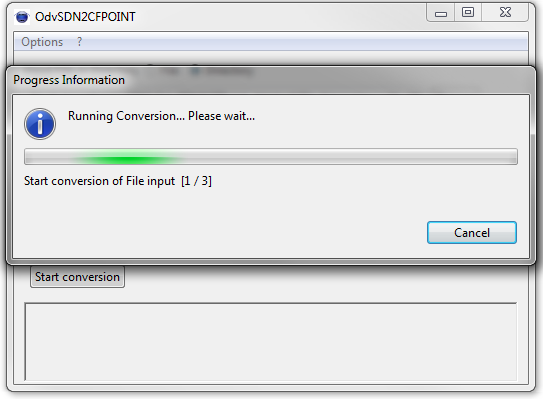 OdvSDN2CFPOINT
Options ?
Progress Information
Running Conversion... Please wait...
Start conversion of File input [1 / 3]
Cancel
Start conversion